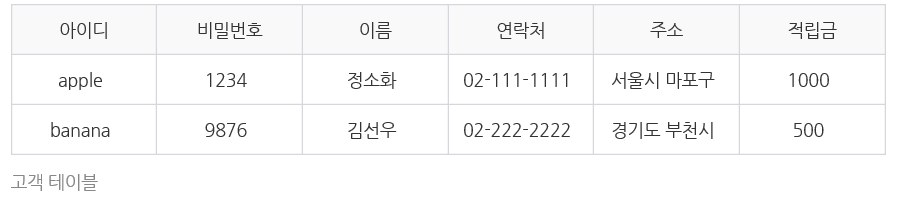 아이디 비밀번호 이름 연락처 주소 적립금
apple 1234 정소화 02-111-1111 서울시 마포구 1000
banana 9876 김선우 02-222-2222 경기도 부천시 500
고객 테이블